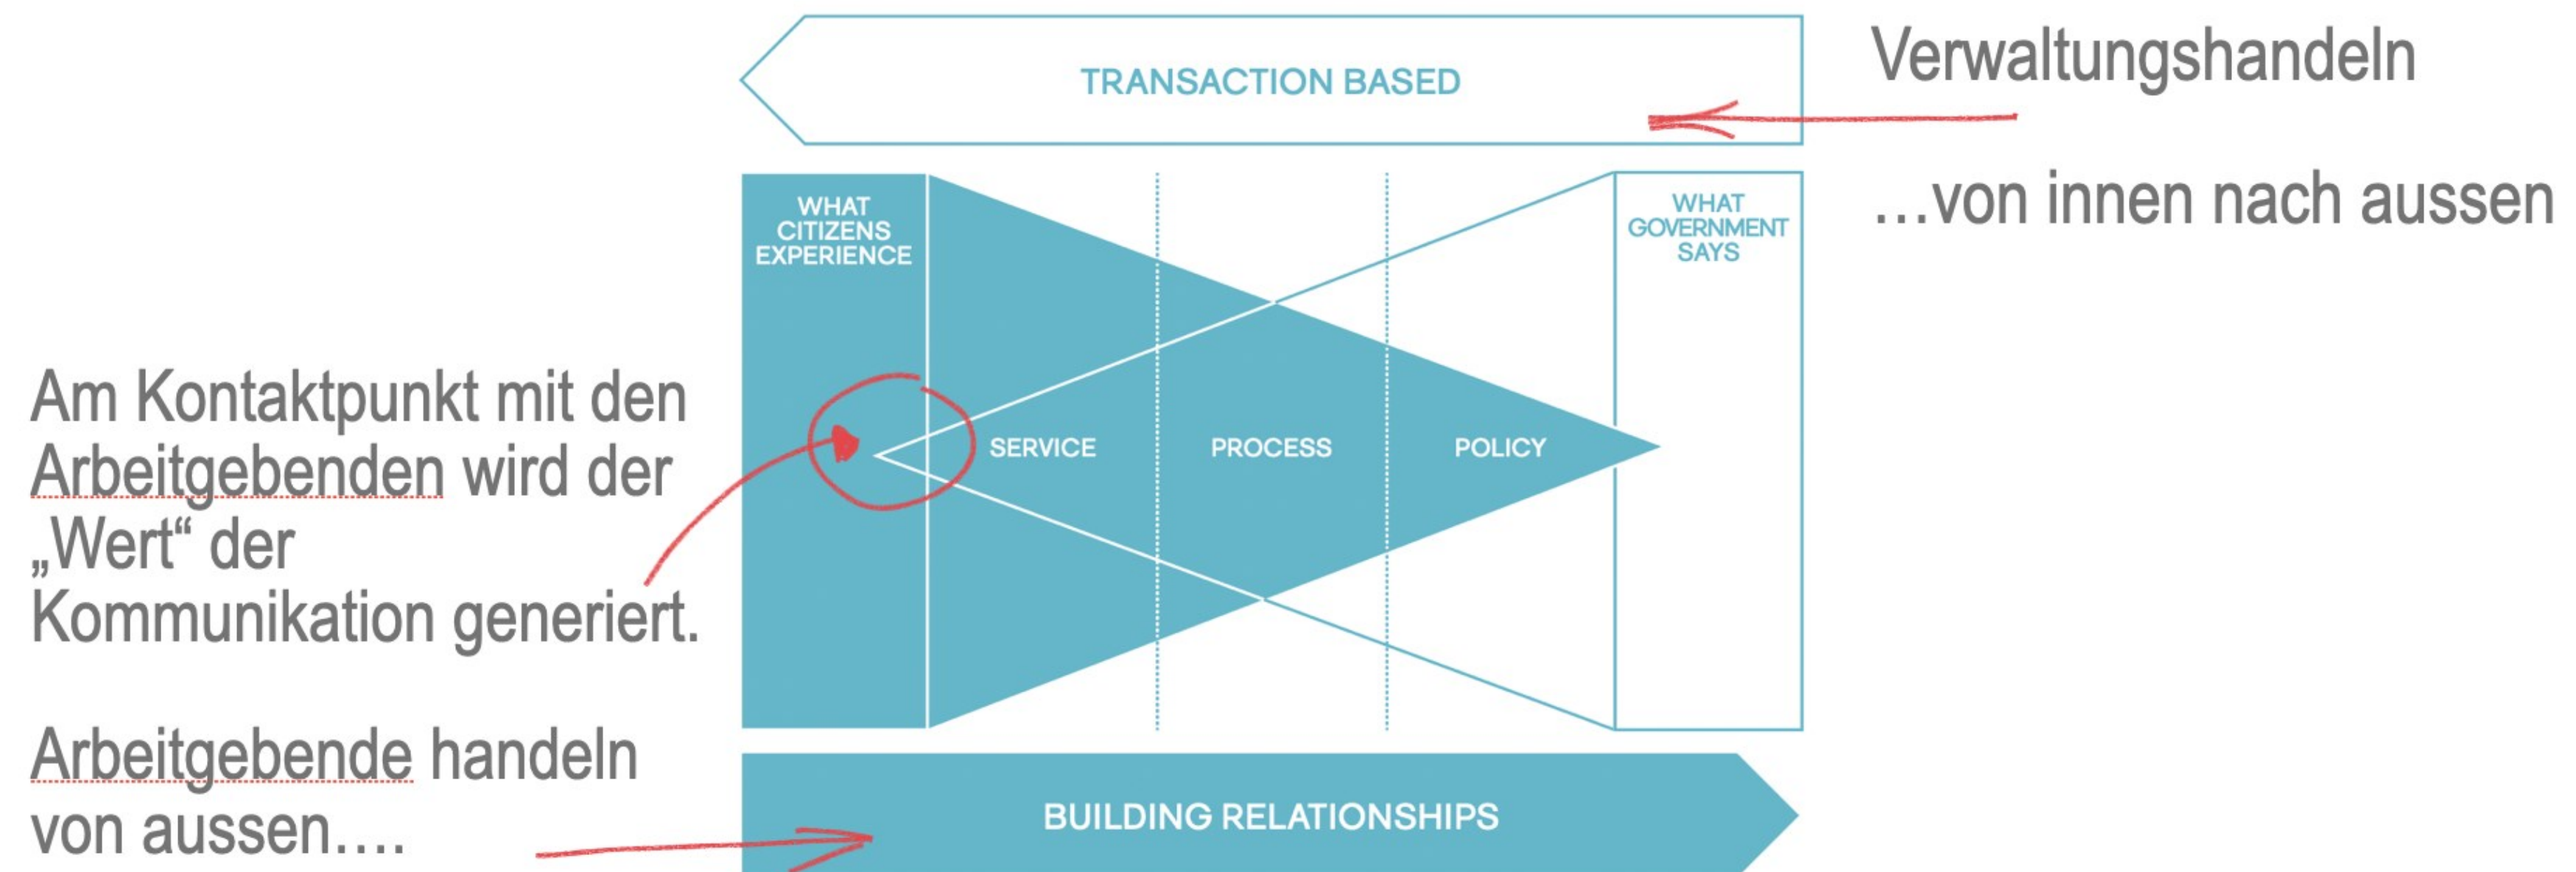 TRANSACTION BASED
Verwaltungshandeln
…von innen nach aussen
WHAT
CITIZENS
EXPERIENCE
WHAT
GOVERNMENT
SAYS
Am Kontaktpunkt mit den
Arbeitgebenden wird der
„Wert“ der
Kommunikation generiert.
SERVICE
PROCESS
POLICY
Arbeitgebende handeln
von aussen….
BUILDING RELATIONSHIPS